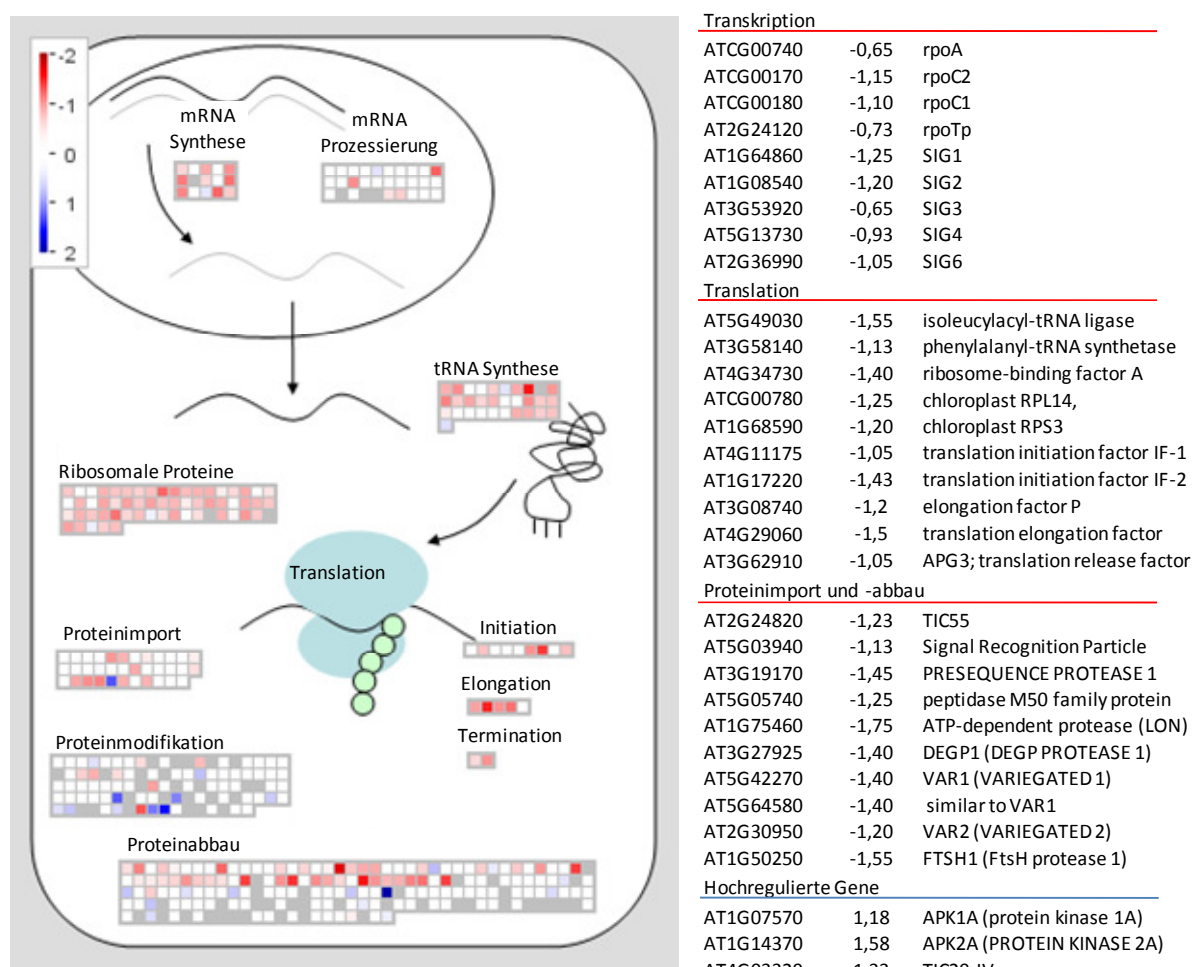 -2
-1
0
1
2
mRNA
Synthese
mRNA
Prozessierung
tRNA Synthese
Ribosomale Proteine
Translation
Proteinimport
Initiation
Elongation
Termination
Proteinmodifikation
Proteinabbau
Transkription
ATCG00740 -0,65 rpoA
ATCG00170 -1,15 rpoC2
ATCG00180 -1,10 rpoC1
AT2G24120 -0,73 rpoTp
AT1G64860 -1,25 SIG1
AT1G08540 -1,20 SIG2
AT3G53920 -0,65 SIG3
AT5G13730 -0,93 SIG4
AT2G36990 -1,05 SIG6
Translation
AT5G49030 -1,55 isoleucylacyl-tRNA ligase
AT3G58140 -1,13 phenylalanyl-tRNA synthetase
AT4G34730 -1,40 ribosome-binding factor A
ATCG00780 -1,25 chloroplast RPL14,
AT1G68590 -1,20 chloroplast RPS3
AT4G11175 -1,05 translation initiation factor IF-1
AT1G17220 -1,43 translation initiation factor IF-2
AT3G08740 -1,2 elongation factor P
AT4G29060 -1,5 translation elongation factor
AT3G62910 -1,05 APG3; translation release factor
Proteinimport und -abbau
AT2G24820 -1,23 TIC55
AT5G03940 -1,13 Signal Recognition Particle
AT3G19170 -1,45 PRESEQUENCE PROTEASE 1
AT5G05740 -1,25 peptidase M50 family protein
AT1G75460 -1,75 ATP-dependent protease (LON)
AT3G27925 -1,40 DEGP1 (DEGP PROTEASE 1)
AT5G42270 -1,40 VAR1 (VARIEGATED 1)
AT5G64580 -1,40 similar to VAR1
AT2G30950 -1,20 VAR2 (VARIEGATED 2)
AT1G50250 -1,55 FTSH1 (FtsH protease 1)
Hochregulierte Gene
AT1G07570 1,18 APK1A (protein kinase 1A)
AT1G14370 1,58 APK2A (PROTEIN KINASE 2A)